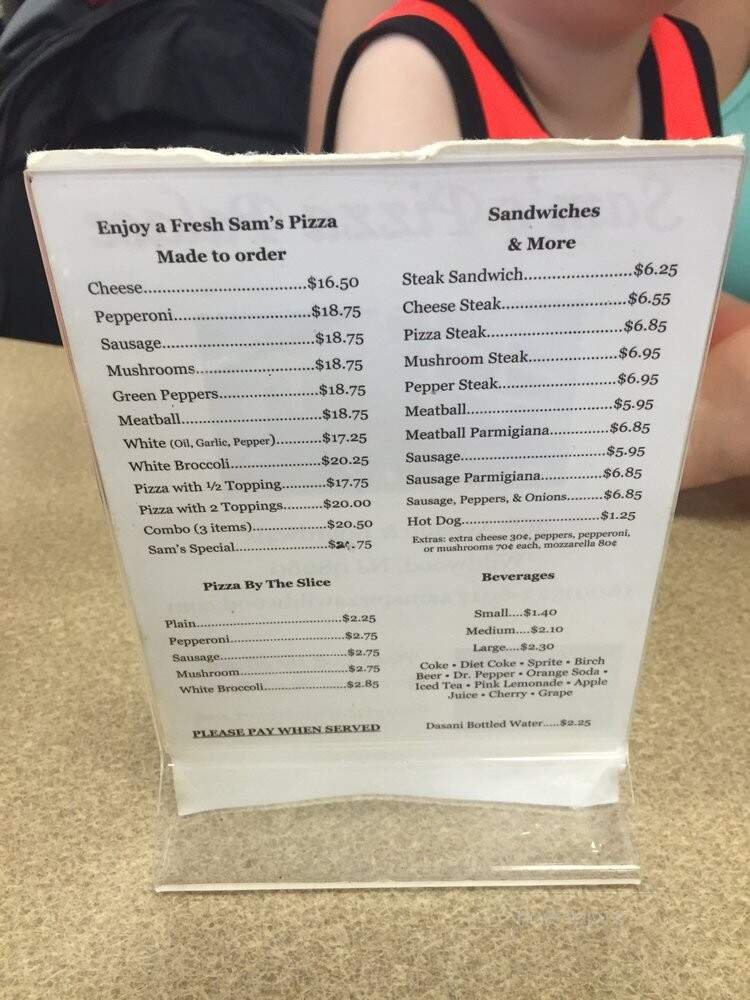 Enjoy a Fresh Sam's Pizza
Made to order
Cheese..........................$16.50
Pepperoni......................$18.75
Sausage.........................$18.75
Mushrooms....................$18.75
Green Peppers................$18.75
Meatball........................$18.75
White (Oil, Garlic, Pepper)..........$17.25
White Broccoli................$20.25
Pizza with ½ Topping.........$17.75
Pizza with 2 Toppings........$20.00
Combo (3 items)................$20.50
Sam's Special...................
Pizza By The Slice
Plain.............................$2.25
Pepperoni.......................$2.75
Sausage..........................$2.75
Mushroom......................$2.75
White Broccoli.................$2.85
PLEASE PAY WHEN SERVED
Sandwiches
& More
Steak Sandwich....................$6.25
Cheese Steak.......................$6.55
Pizza Steak..........................$6.85
Mushroom Steak.................$6.95
Pepper Steak.......................$6.95
Meatball..............................$5.95
Meatball Parmigiana............$6.85
Sausage...............................$5.95
Sausage Parmigiana.............$6.85
Sausage, Peppers, & Onions.........$6.85
Hot Dog...............................$1.25
Extras: extra cheese 30¢, peppers, pepperoni,
or mushrooms 70¢ each, mozzarella 80¢
Beverages
Small....$1.40
Medium....$2.10
Large....$2.30
Coke • Diet Coke • Sprite • Birch
Beer • Dr. Pepper • Orange Soda •
Iced Tea • Pink Lemonade • Apple
Juice • Cherry • Grape
Dasani Bottled Water.....$2.25